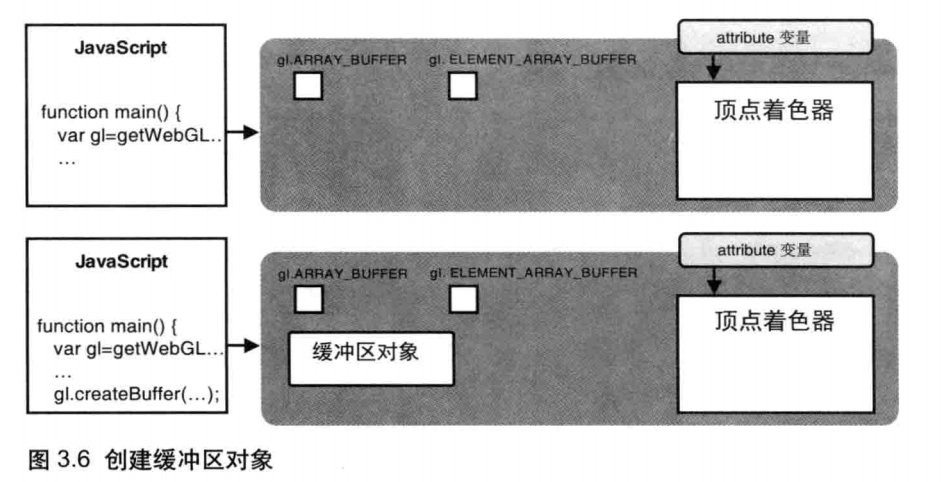 JavaScript
function main() {
var gl=getWebGL...
...
gl.ARRAY_BUFFER
gl. ELEMENT_ARRAY_BUFFER
attribute 变量
顶点着色器
JavaScript
function main() {
var gl=getWebGL...
...
gl.createBuffer(...);
gl.ARRAY_BUFFER
gl. ELEMENT_ARRAY_BUFFER
缓冲区对象
attribute 变量
顶点着色器
图 3.6 创建缓冲区对象